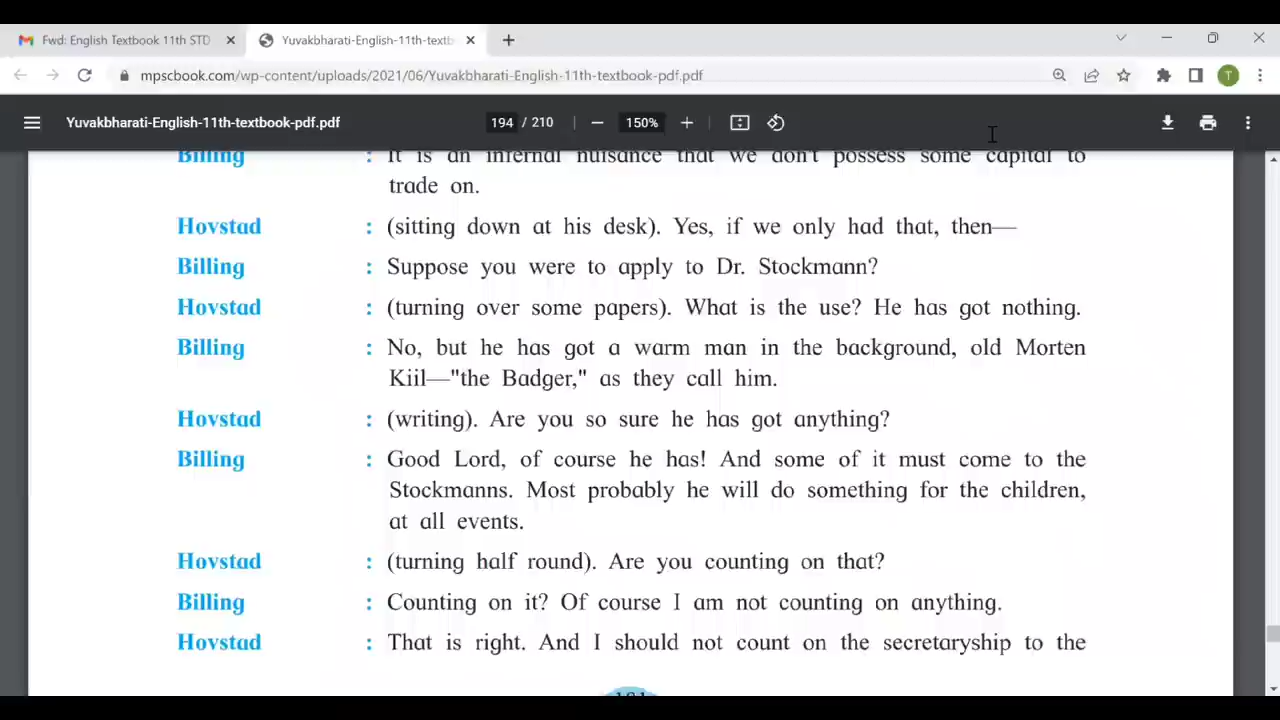 Fwd: English Textbook 11th STD
Yuvakbharati-English-11th-textb
mpscbook.com/wp-content/uploads/2021/06/Yuvakbharati-English-11th-textbook-pdf.pdf
T
Yuvakbharati-English-11th-textbook-pdf.pdf
194 / 210
150%
Billing : It is an infernal nuisance that we don't possess some capital to
trade on.
Hovstad : (sitting down at his desk). Yes, if we only had that, then—
Billing : Suppose you were to apply to Dr. Stockmann?
Hovstad : (turning over some papers). What is the use? He has got nothing.
Billing : No, but he has got a warm man in the background, old Morten
Kiil—"the Badger," as they call him.
Hovstad : (writing). Are you so sure he has got anything?
Billing : Good Lord, of course he has! And some of it must come to the
Stockmanns. Most probably he will do something for the children,
at all events.
Hovstad : (turning half round). Are you counting on that?
Billing : Counting on it? Of course I am not counting on anything.
Hovstad : That is right. And I should not count on the secretaryship to the